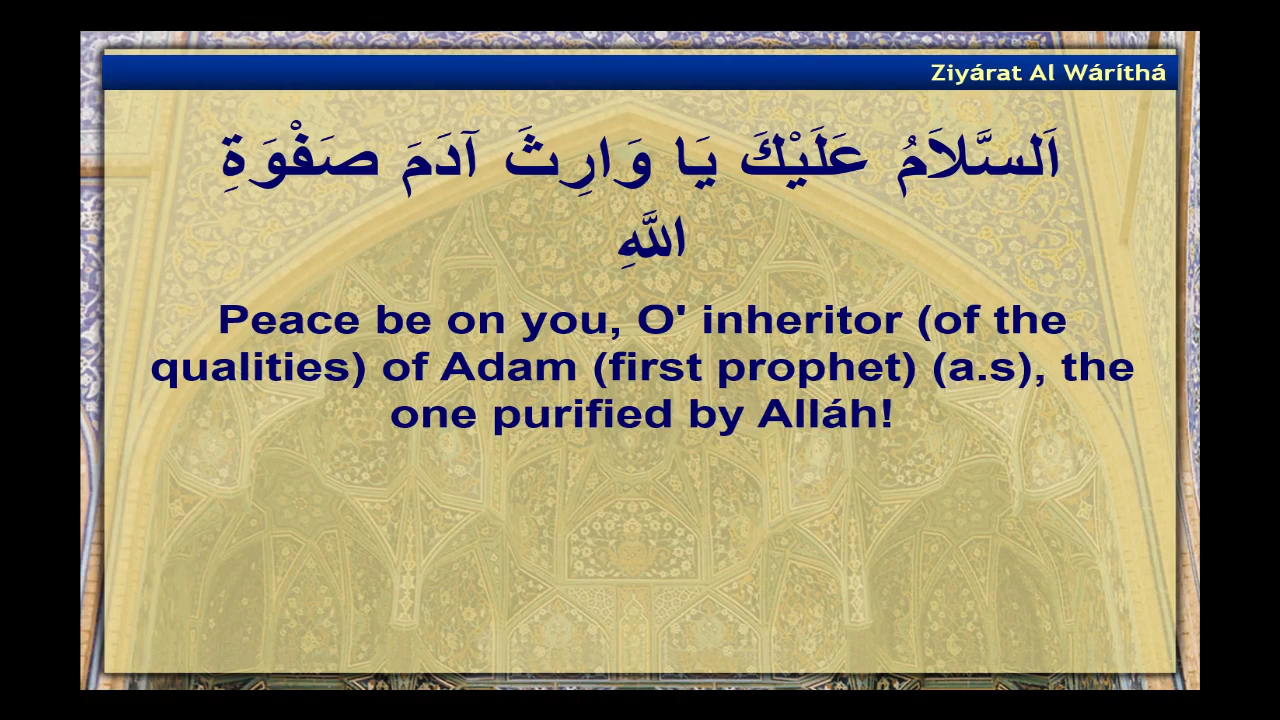 Ziyárat Al Wáríthá
اَلسَّلاَمُ عَلَيْكَ يَا وَارِثَ آدَمَ صَفْوَةِ
اللَّهِ
Peace be on you, O' inheritor (of the
qualities) of Adam (first prophet) (a.s), the
one purified by Alláh!